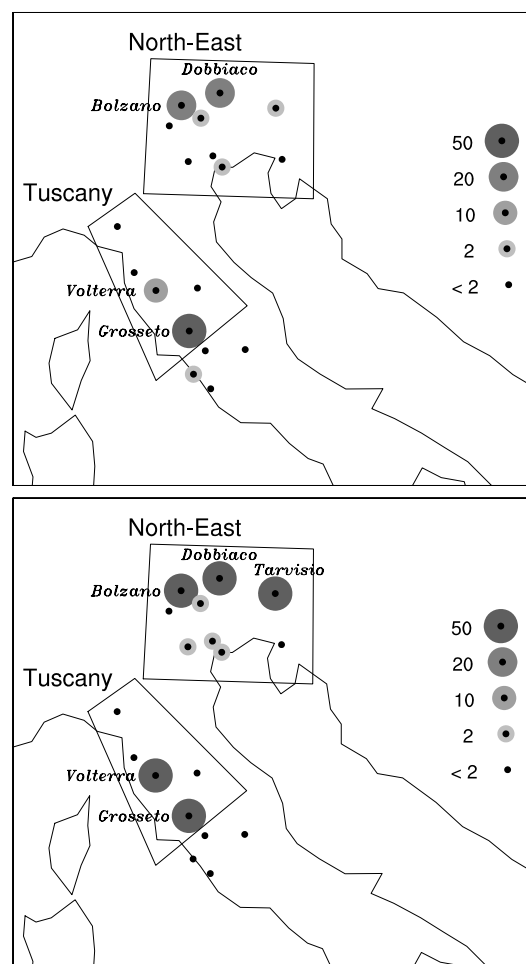 North-East
Dobbiaco
Bolzano
50
20
Tuscany
10
2
Volterra
< 2
Grosseto
North-East
Dobbiaco
Tarvisio
Bolzano
50
20
Tuscany
10
2
Volterra
< 2
Grosseto